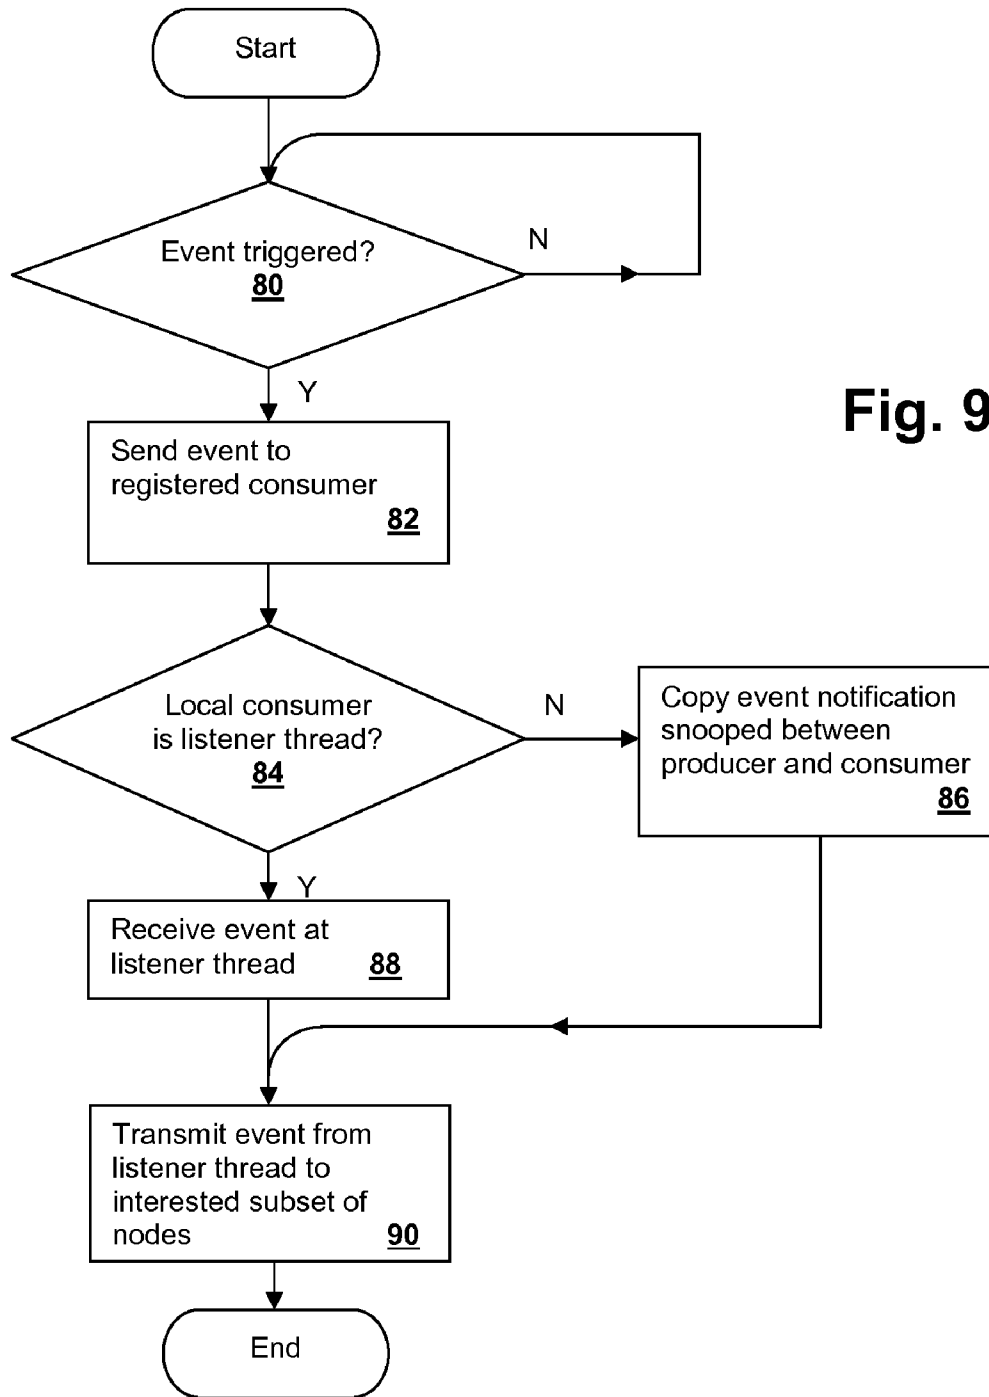 Start
Event triggered?
80
N
Y
Fig. 9
Send event to
registered consumer
82
Local consumer
is listener thread?
84
N
Copy event notification
snooped between
producer and consumer
86
Y
Receive event at
listener thread 88
Transmit event from
listener thread to
interested subset of
nodes 90
End